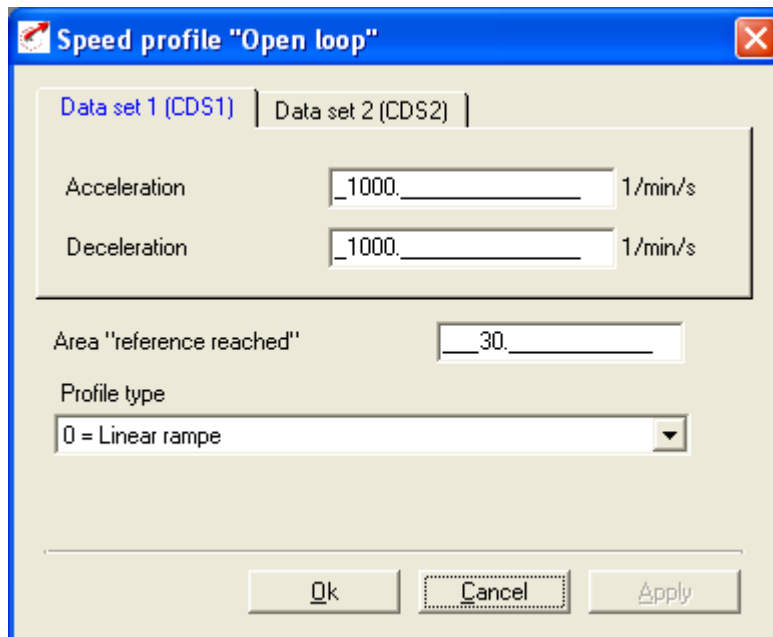 Speed profile "Open loop"
Data set 1 (CDS1) Data set 2 (CDS2)
Acceleration _1000.______________ 1/min/s
Deceleration _1000.______________ 1/min/s
Area "reference reached" ___30.___________
Profile type
0 = Linear rampe
Ok Cancel Apply